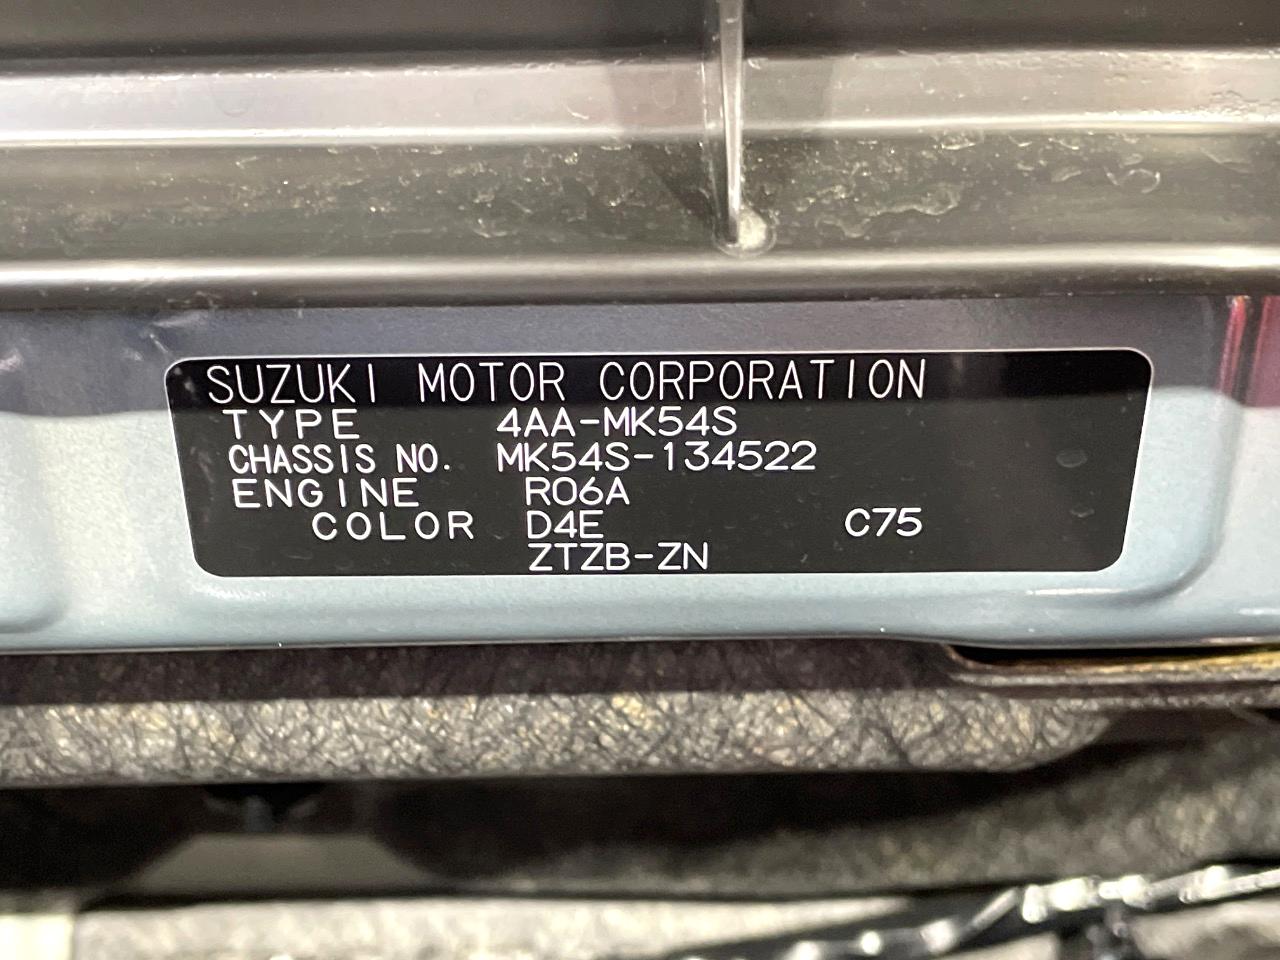 SUZUKI MOTOR CORPORATION
TYPE 4AA-MK54S
CHASSIS NO. MK54S-134522
ENGINE R06A
COLOR D4E C75
ZTZB-ZN